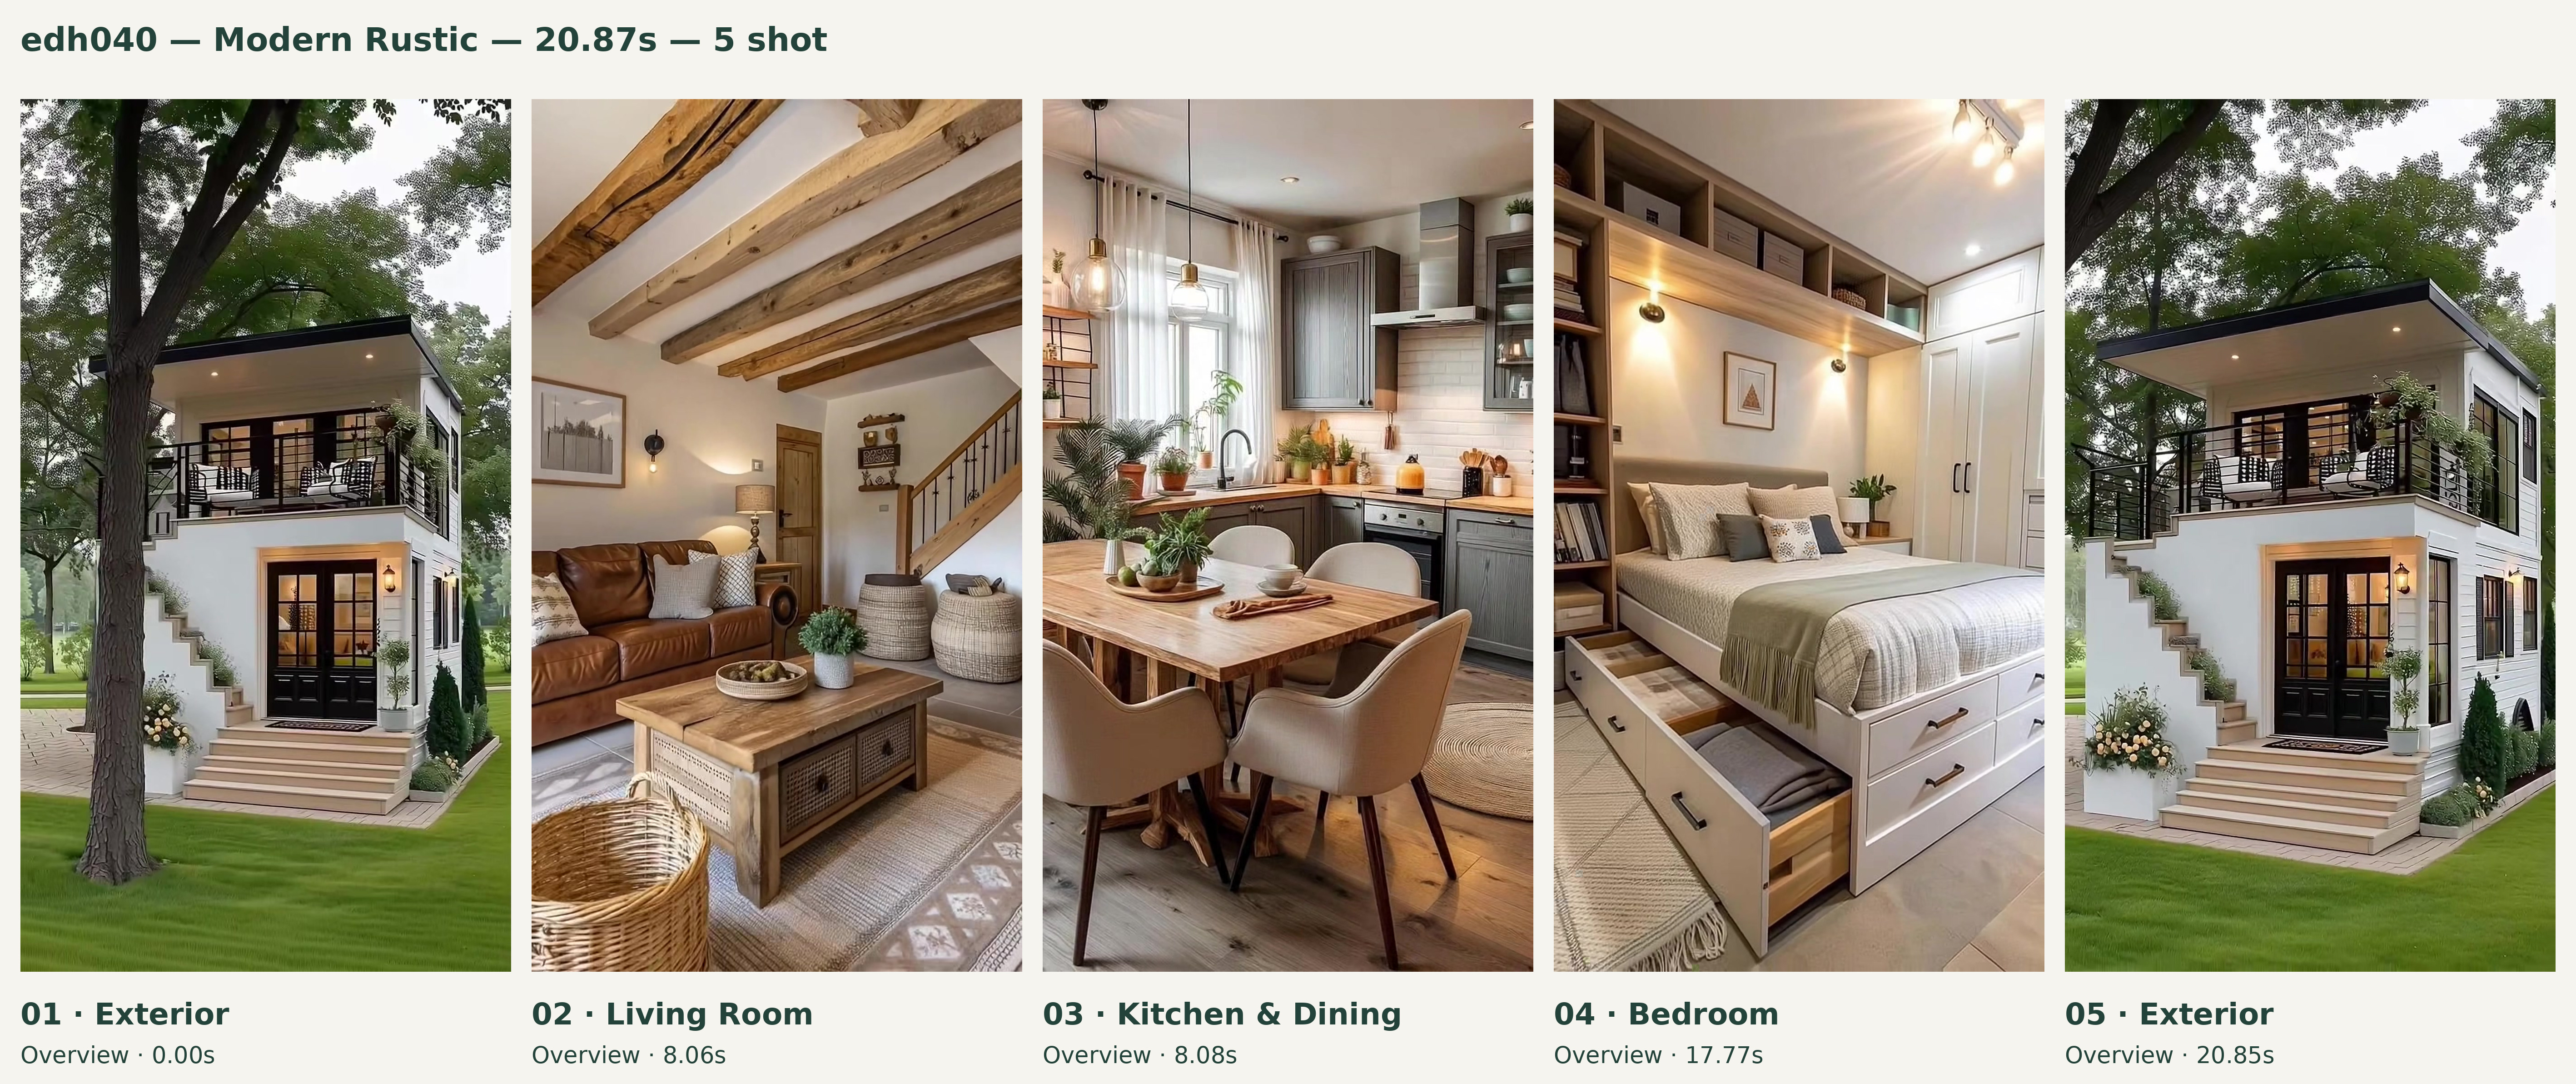 edh040 — Modern Rustic — 20.87s — 5 shot
01 · Exterior
Overview · 0.00s
02 · Living Room
Overview · 8.06s
03 · Kitchen & Dining
Overview · 8.08s
04 · Bedroom
Overview · 17.77s
05 · Exterior
Overview · 20.85s